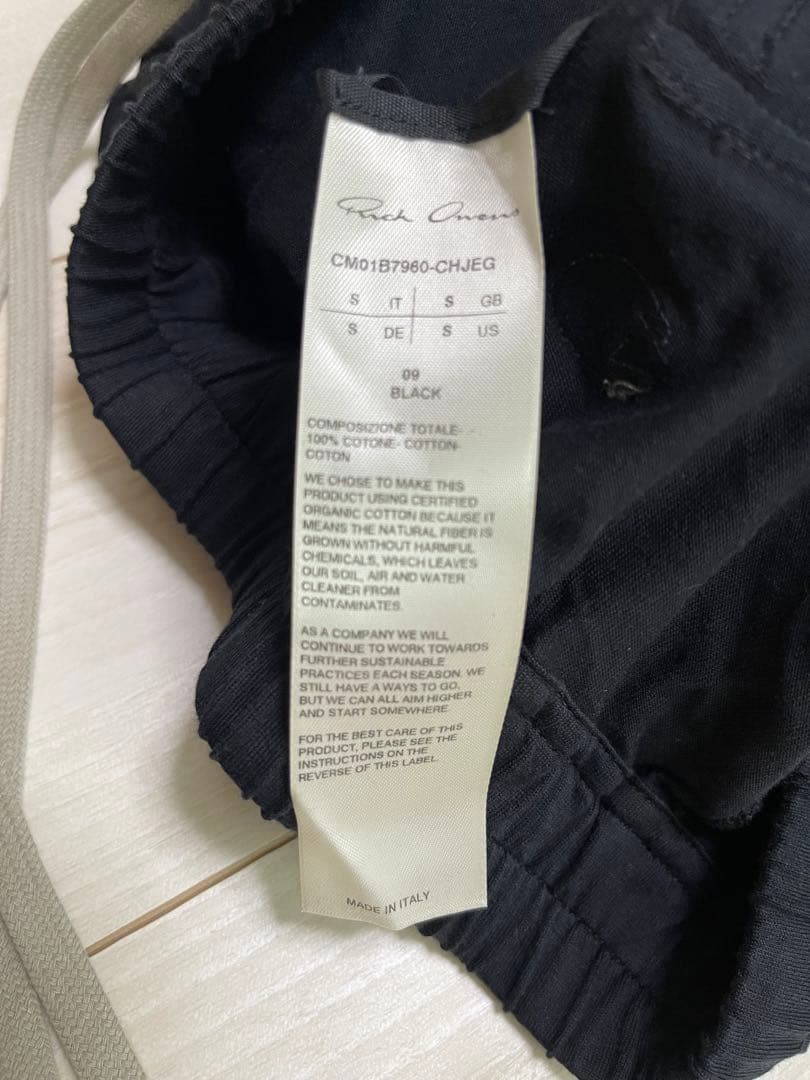 Rick Owens
CM01B7960-CHJEG
S IT S GB
S DE S US
09
BLACK
COMPOSIZIONE TOTALE-
100% COTONE- COTTON-
COTON
WE CHOSE TO MAKE THIS
PRODUCT USING CERTIFIED
ORGANIC COTTON BECAUSE IT
MEANS THE NATURAL FIBER IS
GROWN WITHOUT HARMFUL
CHEMICALS, WHICH LEAVES
OUR SOIL, AIR AND WATER
CLEANER FROM
CONTAMINATES.
AS A COMPANY WE WILL
CONTINUE TO WORK TOWARDS
FURTHER SUSTAINABLE
PRACTICES EACH SEASON. WE
STILL HAVE A WAYS TO GO,
BUT WE CAN ALL AIM HIGHER
AND START SOMEWHERE.
FOR THE BEST CARE OF THIS
PRODUCT, PLEASE SEE THE
INSTRUCTIONS ON THE
REVERSE OF THIS LABEL.
MADE IN ITALY